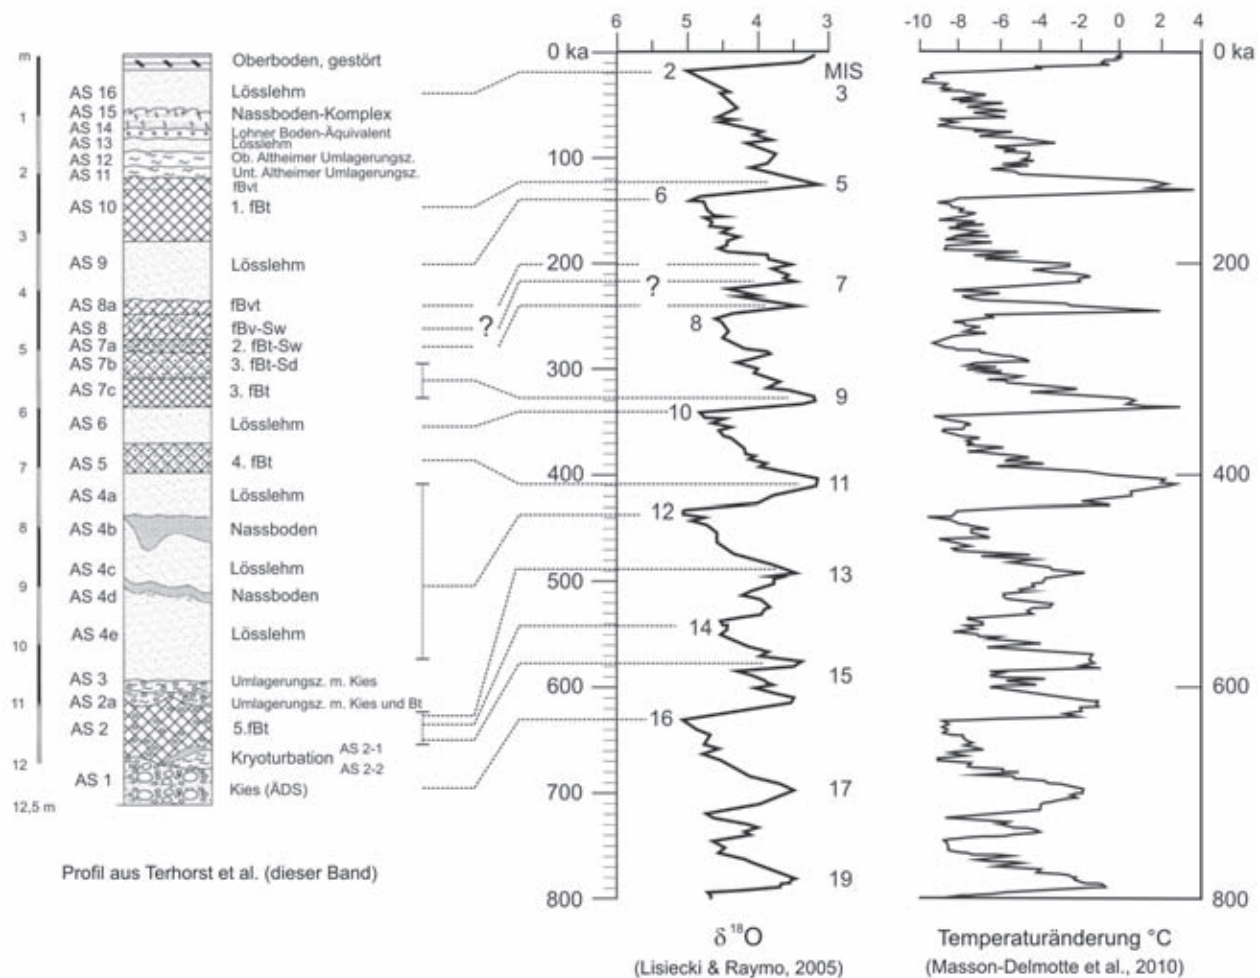 6 5 4 3
-10 -8 -6 -4 -2 0 2 4
m
Oberboden, gestört
0 ka
0 ka
AS 16 Lösslehm
2 MIS
3
1 AS 15 Nassboden-Komplex
AS 14 Lohner Boden-Äquivalent
AS 13 Lösslehm
AS 12 Ob. Altheimer Umlagerungsz.
2 AS 11 Unt. Altheimer Umlagerungsz.
fBvt
100
5
AS 10 1. fBt
6
3
AS 9 Lösslehm
200
200
?
7
4
AS 8a fBvt
AS 8 fBv-Sw
?
8
5 AS 7a 2. fBt-Sw
AS 7b 3. fBt-Sd
300
AS 7c 3. fBt
9
6
AS 6 Lösslehm
10
AS 5 4. fBt
7
400
11
400
AS 4a Lösslehm
12
8 AS 4b Nassboden
AS 4c Lösslehm
500
13
9 AS 4d Nassboden
AS 4e Lösslehm
14
10
AS 3 Umlagerungsz. m. Kies
15
600
600
11 AS 2a Umlagerungsz. m. Kies und Bt
AS 2 5.fBt
16
Kryoturbation AS 2-1
AS 2-2
12
AS 1 Kies (ÄDS)
12,5 m
700
17
19
800
800
Profil aus Terhorst et al. (dieser Band)
δ 18O
(Lisiecki & Raymo, 2005)
Temperaturänderung °C
(Masson-Delmotte et al., 2010)